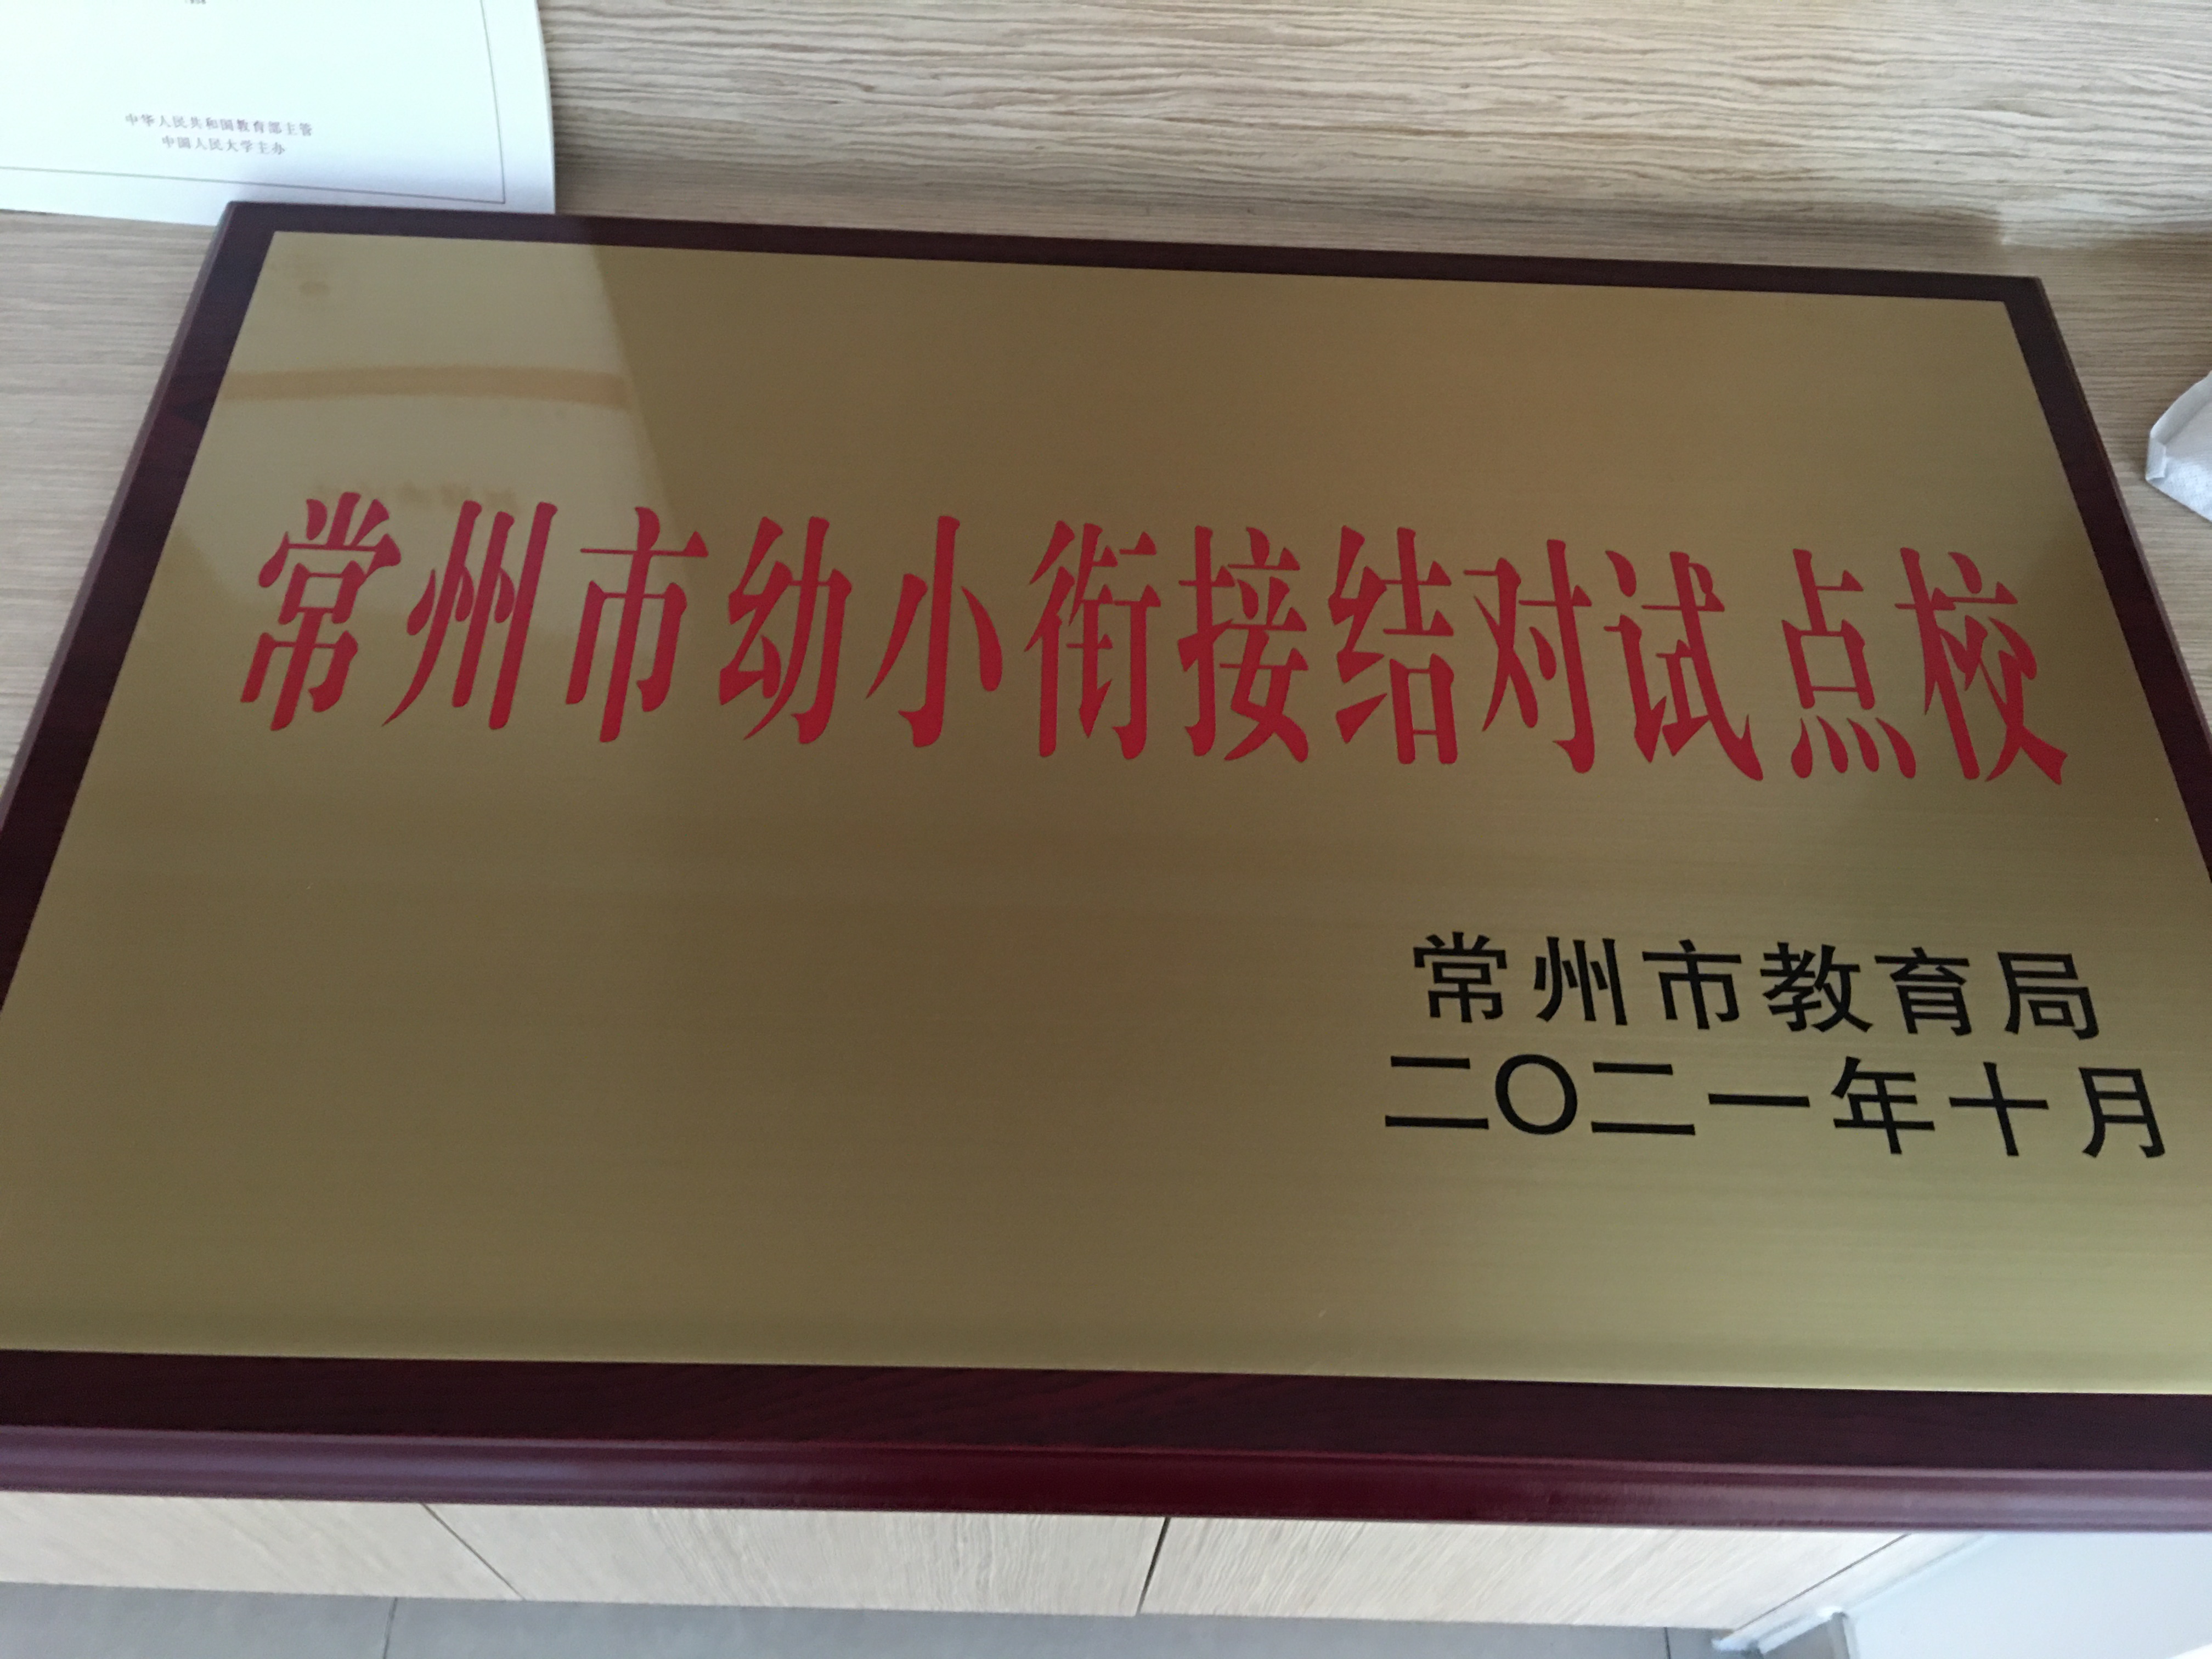 中华人民共和国教育部主管
中国人民大学主办
常州市幼小衔接结对试点校
常州市教育局
二〇二一年十月